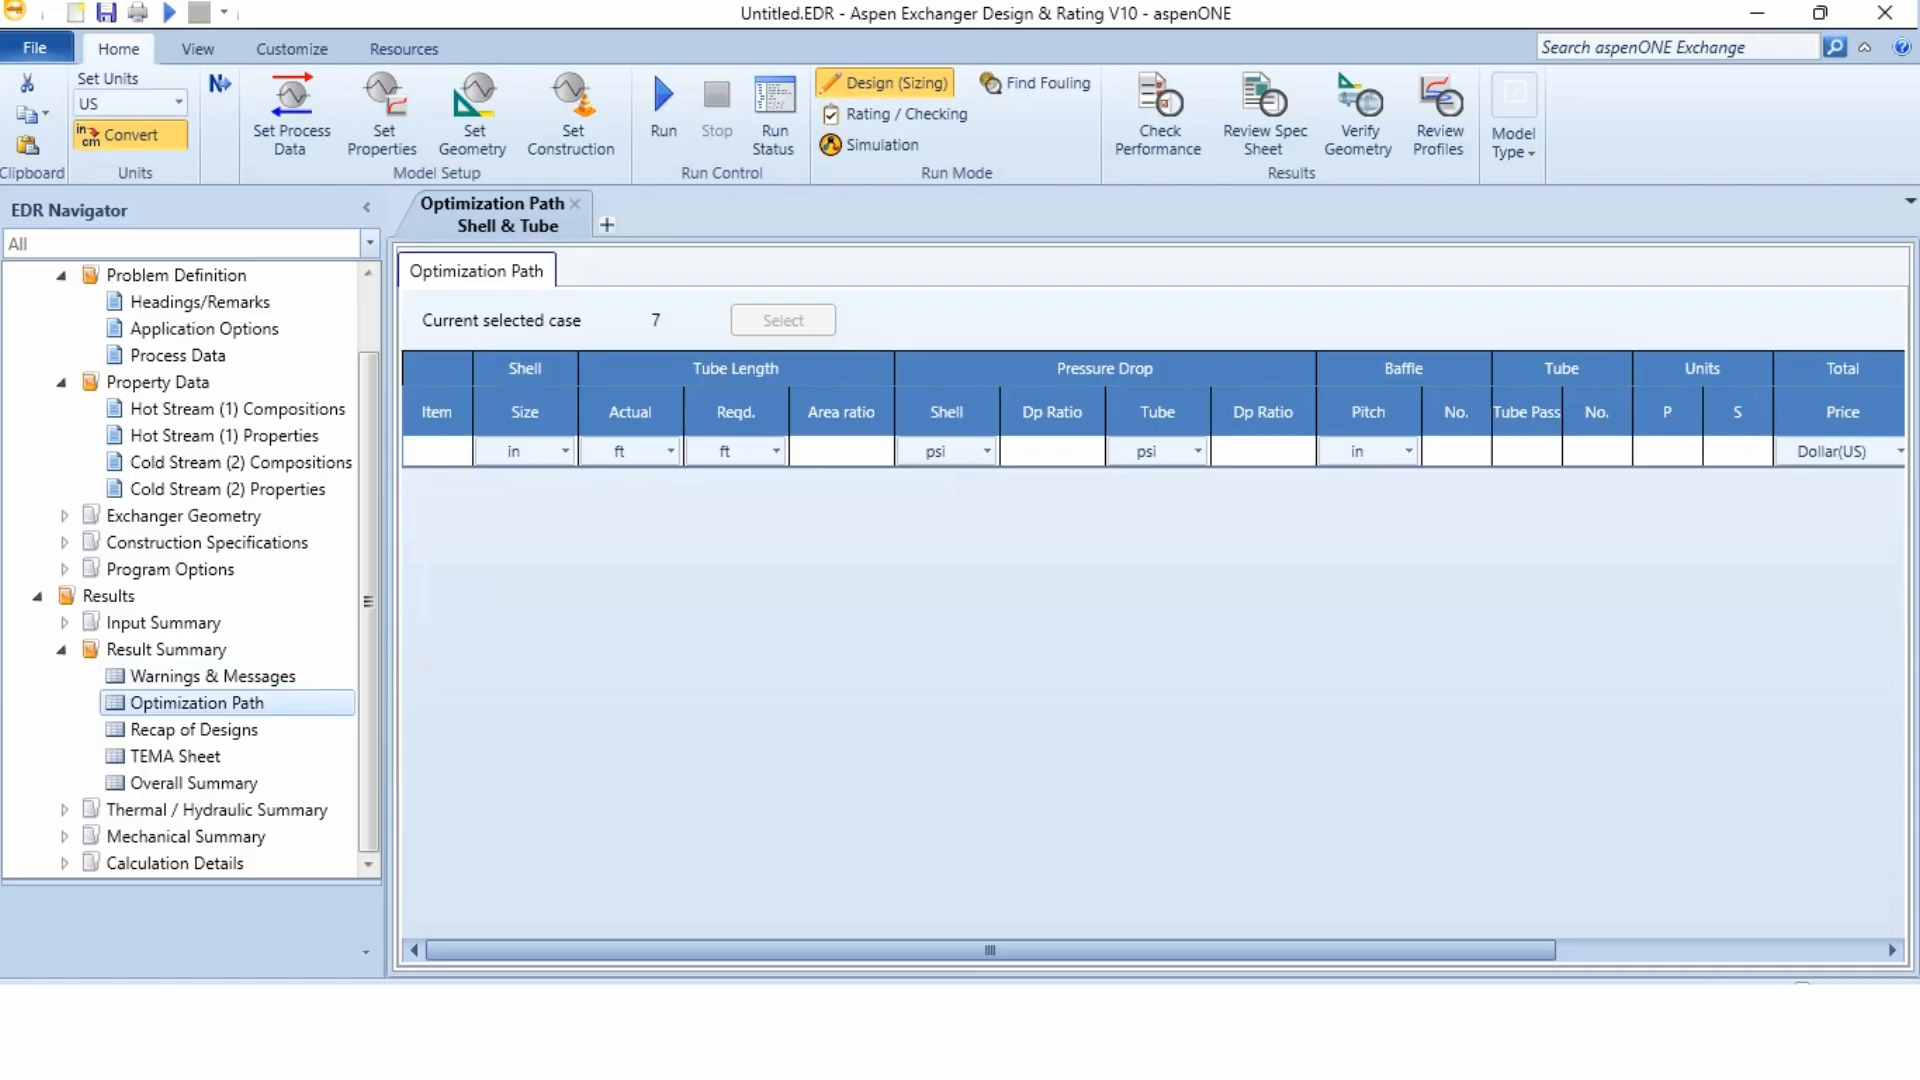 Untitled.EDR - Aspen Exchanger Design & Rating V10 - aspenONE
File
Home
View
Customize
Resources
Search aspenONE Exchange
Set Units
US
in
cm
Convert
Clipboard
Units
Set Process
Data
Set
Properties
Set
Geometry
Set
Construction
Model Setup
Run
Stop
Run
Status
Run Control
Design (Sizing)
Rating / Checking
Simulation
Find Fouling
Run Mode
Check
Performance
Review Spec
Sheet
Verify
Geometry
Review
Profiles
Results
Model
Type
EDR Navigator
All
Problem Definition
Headings/Remarks
Application Options
Process Data
Property Data
Hot Stream (1) Compositions
Hot Stream (1) Properties
Cold Stream (2) Compositions
Cold Stream (2) Properties
Exchanger Geometry
Construction Specifications
Program Options
Results
Input Summary
Result Summary
Warnings & Messages
Optimization Path
Recap of Designs
TEMA Sheet
Overall Summary
Thermal / Hydraulic Summary
Mechanical Summary
Calculation Details
Optimization Path
Shell & Tube
Optimization Path
Current selected case 7 Select
Shell Tube Length Pressure Drop Baffle Tube Units Total
Item Size Actual Reqd. Area ratio Shell Dp Ratio Tube Dp Ratio Pitch No. Tube Pass No. P S Price
in ft ft psi psi in Dollar(US)